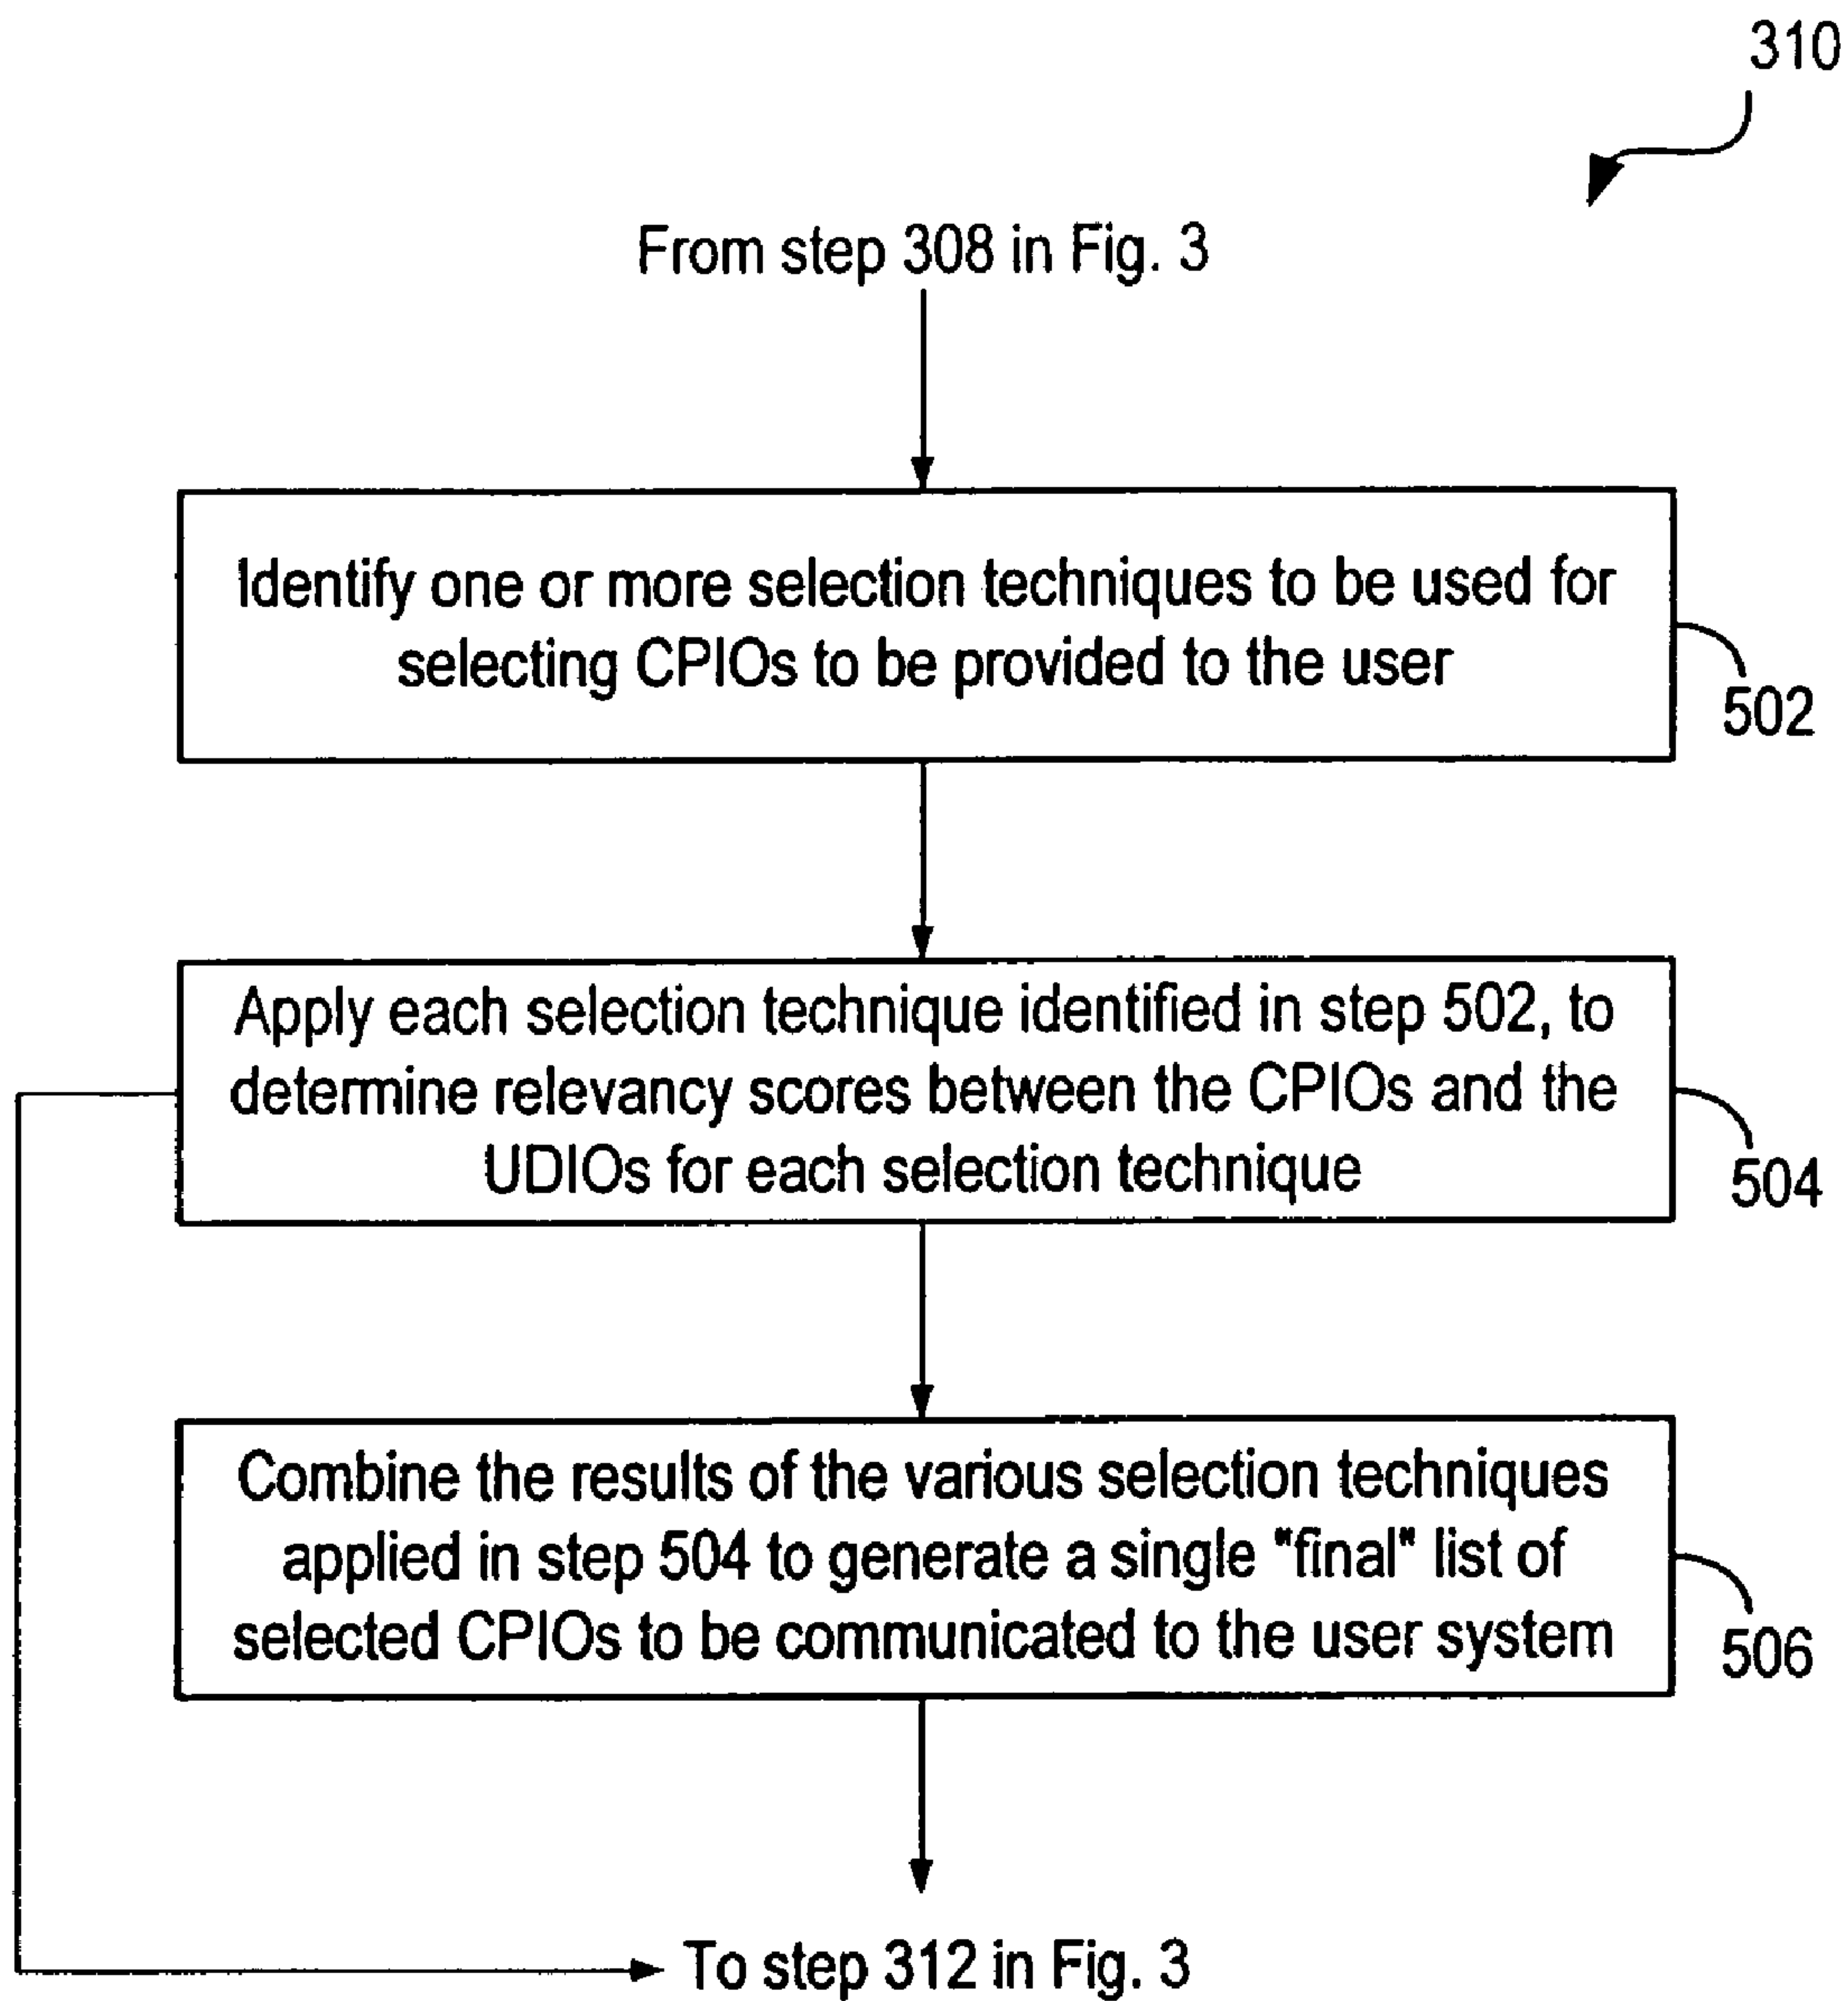 310
From step 308 in Fig. 3
Identify one or more selection techniques to be used for
selecting CPIOs to be provided to the user
502
Apply each selection technique identified in step 502, to
determine relevancy scores between the CPIOs and the
UDIOs for each selection technique
504
Combine the results of the various selection techniques
applied in step 504 to generate a single "final" list of
selected CPIOs to be communicated to the user system
506
To step 312 in Fig. 3